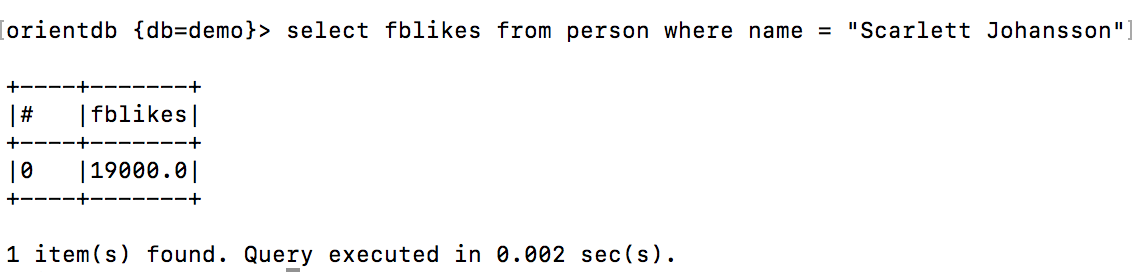 [orientdb {db=demo}> select fblikes from person where name = "Scarlett Johansson"]
+----+-------+
|#   |fblikes|
+----+-------+
|0   |19000.0|
+----+-------+
1 item(s) found. Query executed in 0.002 sec(s).